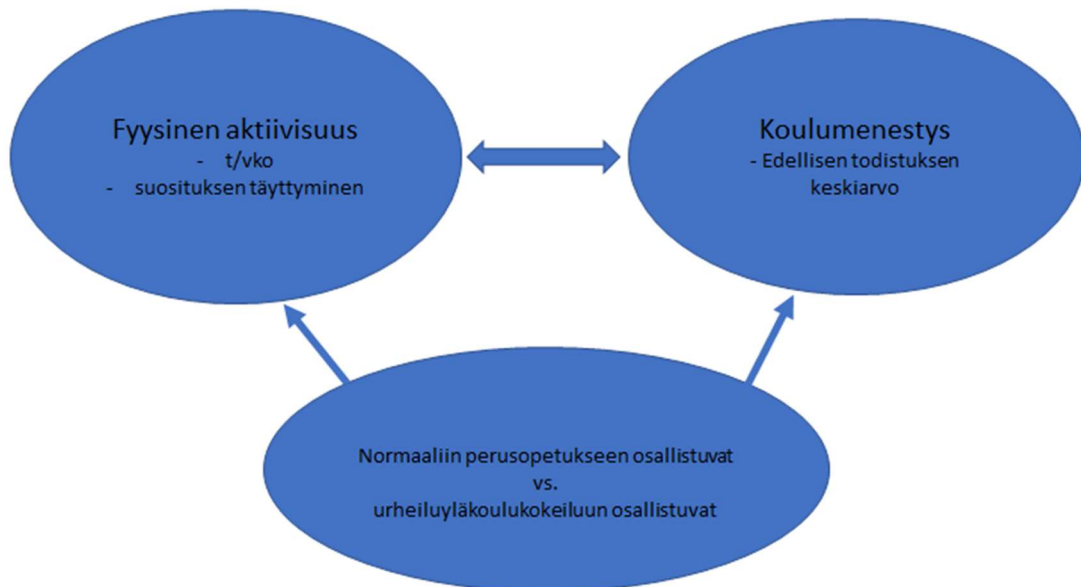 Fyysinen aktiivisuus
- t/vko
- suosituksen täyttyminen
Koulumenestys
- Edellisen todistuksen
keskiarvo
Normaaliin perusopetukseen osallistuvat
vs.
urheiluyläkoulukokeiluun osallistuvat